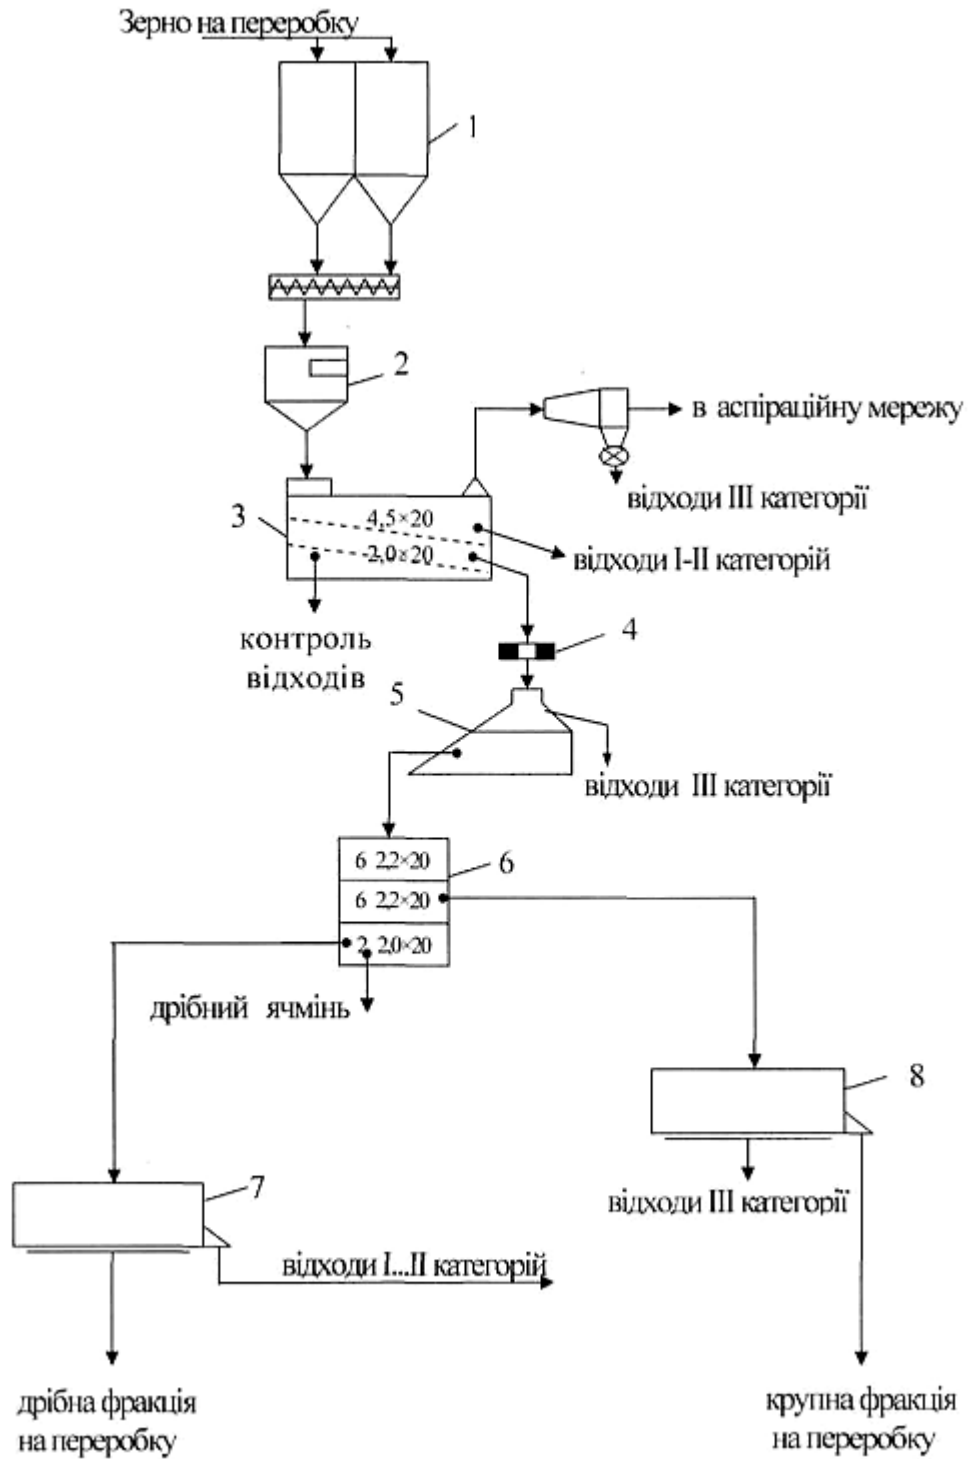 Зерно на переробку
1
2
в аспіраційну мережу
відходи III категорії
3
4,5×20
2,0×20
відходи I-II категорій
контроль
відходів
4
5
відходи III категорії
6 2,2×20
6
6 2,2×20
2 2,0×20
дрібний ячмінь
8
відходи III категорії
7
відходи I...II категорій
дрібна фракція
на переробку
крупна фракція
на переробку